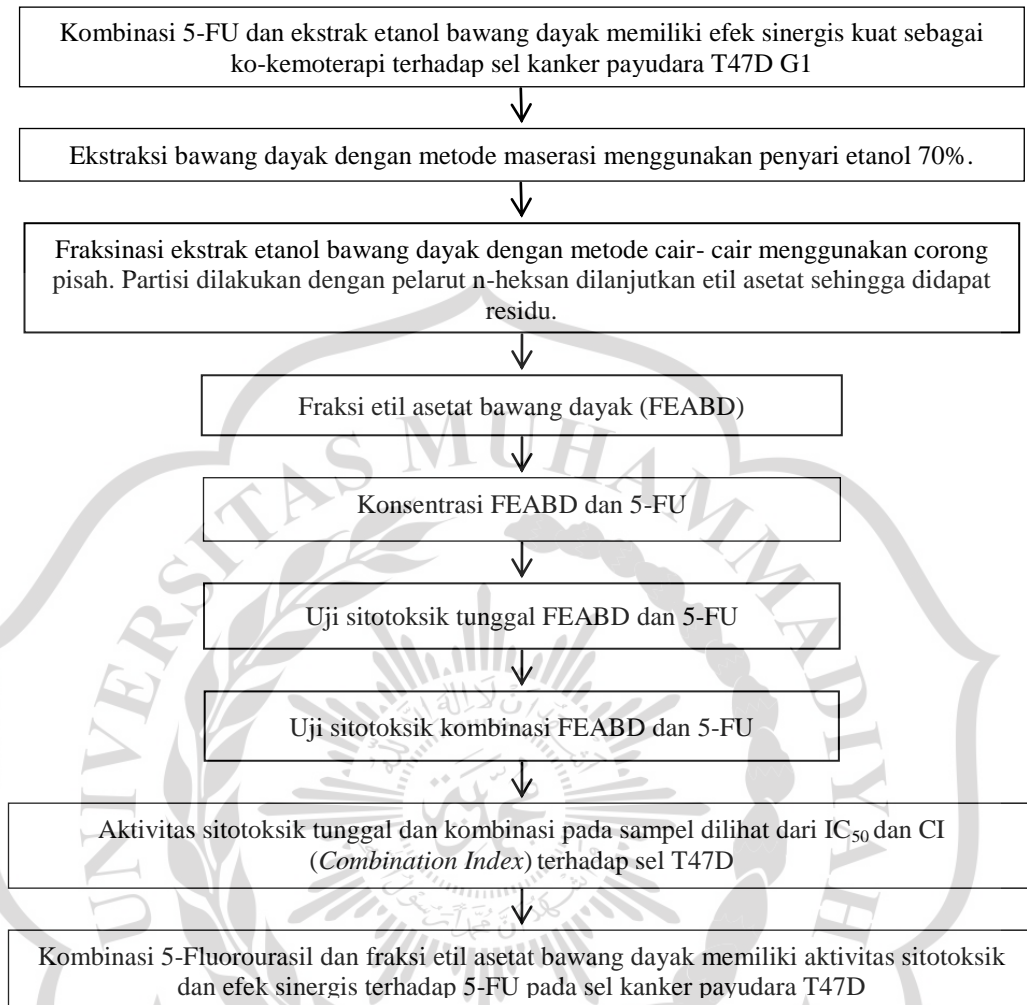 Kombinasi 5-FU dan ekstrak etanol bawang dayak memiliki efek sinergis kuat sebagai
ko-kemoterapi terhadap sel kanker payudara T47D G1
Ekstraksi bawang dayak dengan metode maserasi menggunakan penyari etanol 70%.
Fraksinasi ekstrak etanol bawang dayak dengan metode cair- cair menggunakan corong
pisah. Partisi dilakukan dengan pelarut n-heksan dilanjutkan etil asetat sehingga didapat
residu.
Fraksi etil asetat bawang dayak (FEABD)
Konsentrasi FEABD dan 5-FU
Uji sitotoksik tunggal FEABD dan 5-FU
Uji sitotoksik kombinasi FEABD dan 5-FU
Aktivitas sitotoksik tunggal dan kombinasi pada sampel dilihat dari IC50 dan CI
(Combination Index) terhadap sel T47D
Kombinasi 5-Fluorourasil dan fraksi etil asetat bawang dayak memiliki aktivitas sitotoksik
dan efek sinergis terhadap 5-FU pada sel kanker payudara T47D
UNIVERSITAS MUHAMMADIYAH